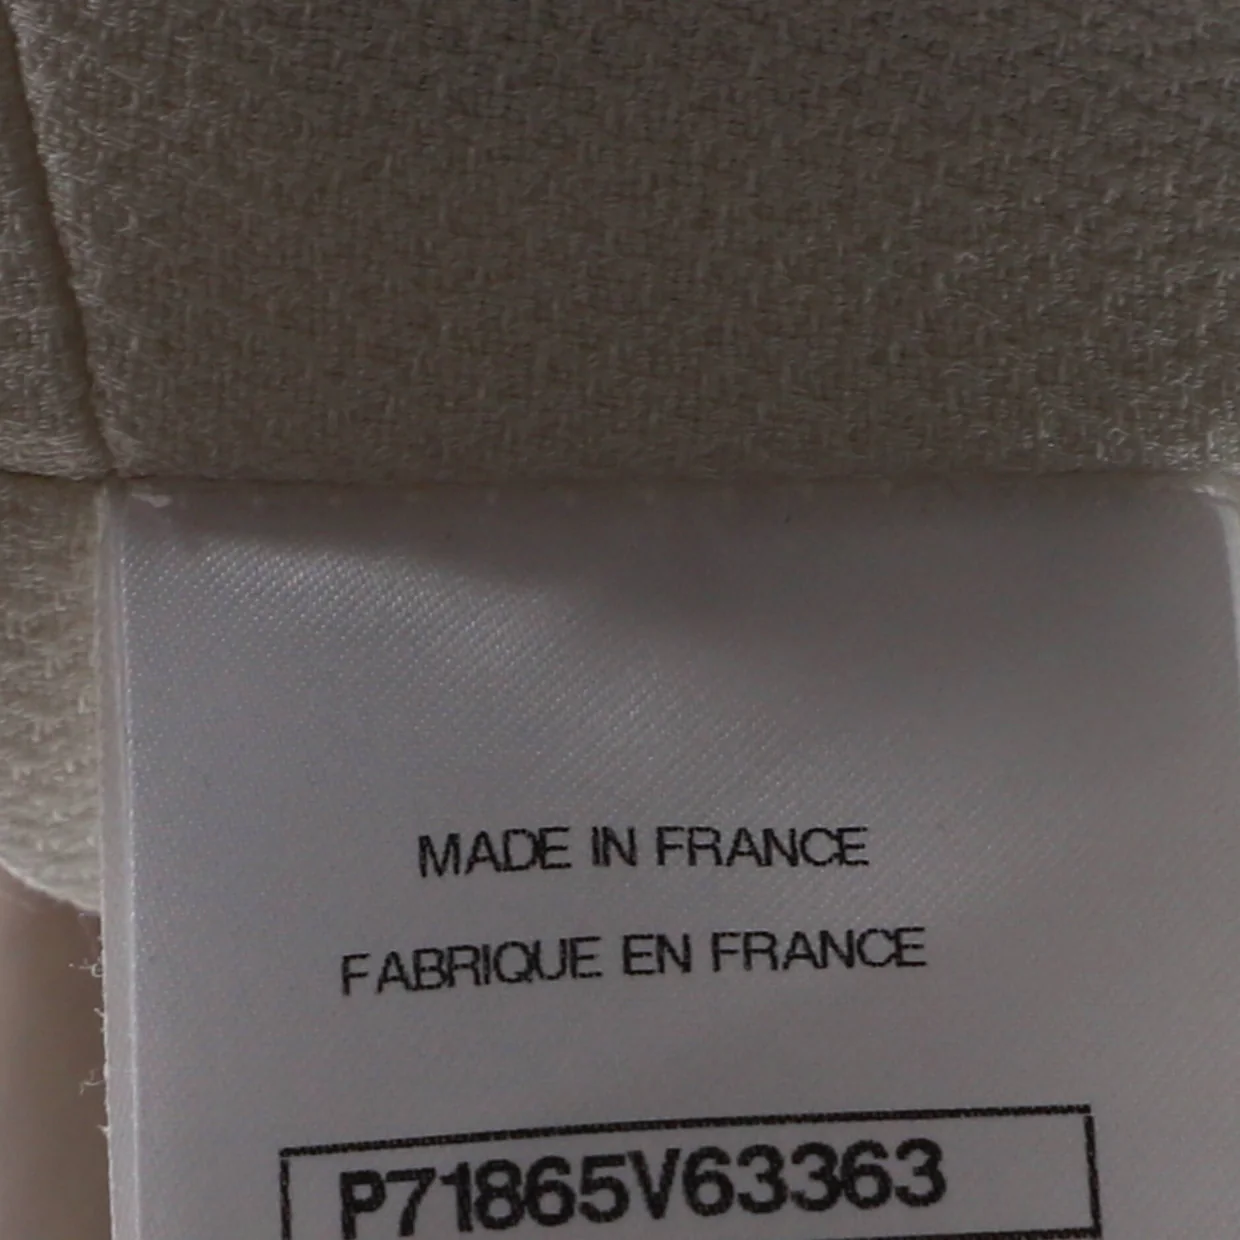 MADE IN FRANCE
FABRIQUE EN FRANCE
P71865V63363